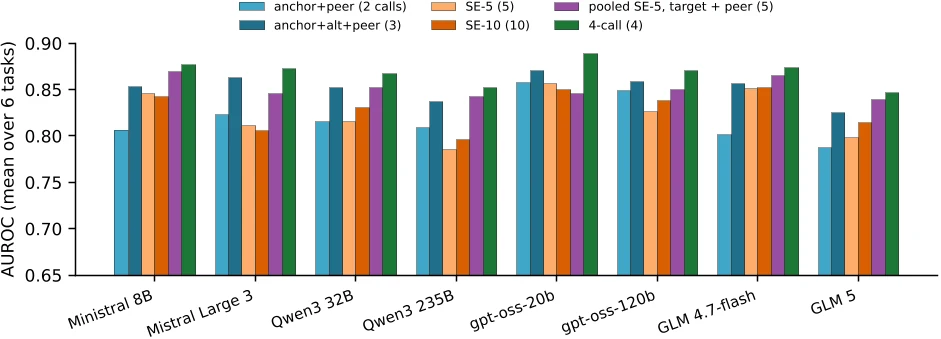 anchor+peer (2 calls) SE-5 (5) pooled SE-5, target + peer (5)
anchor+alt+peer (3) SE-10 (10) 4-call (4)
AUROC (mean over 6 tasks)
0.90
0.85
0.80
0.75
0.70
0.65
Ministral 8B Mistral Large 3 Qwen3 32B Qwen3 235B gpt-oss-20b gpt-oss-120b GLM 4.7-flash GLM 5